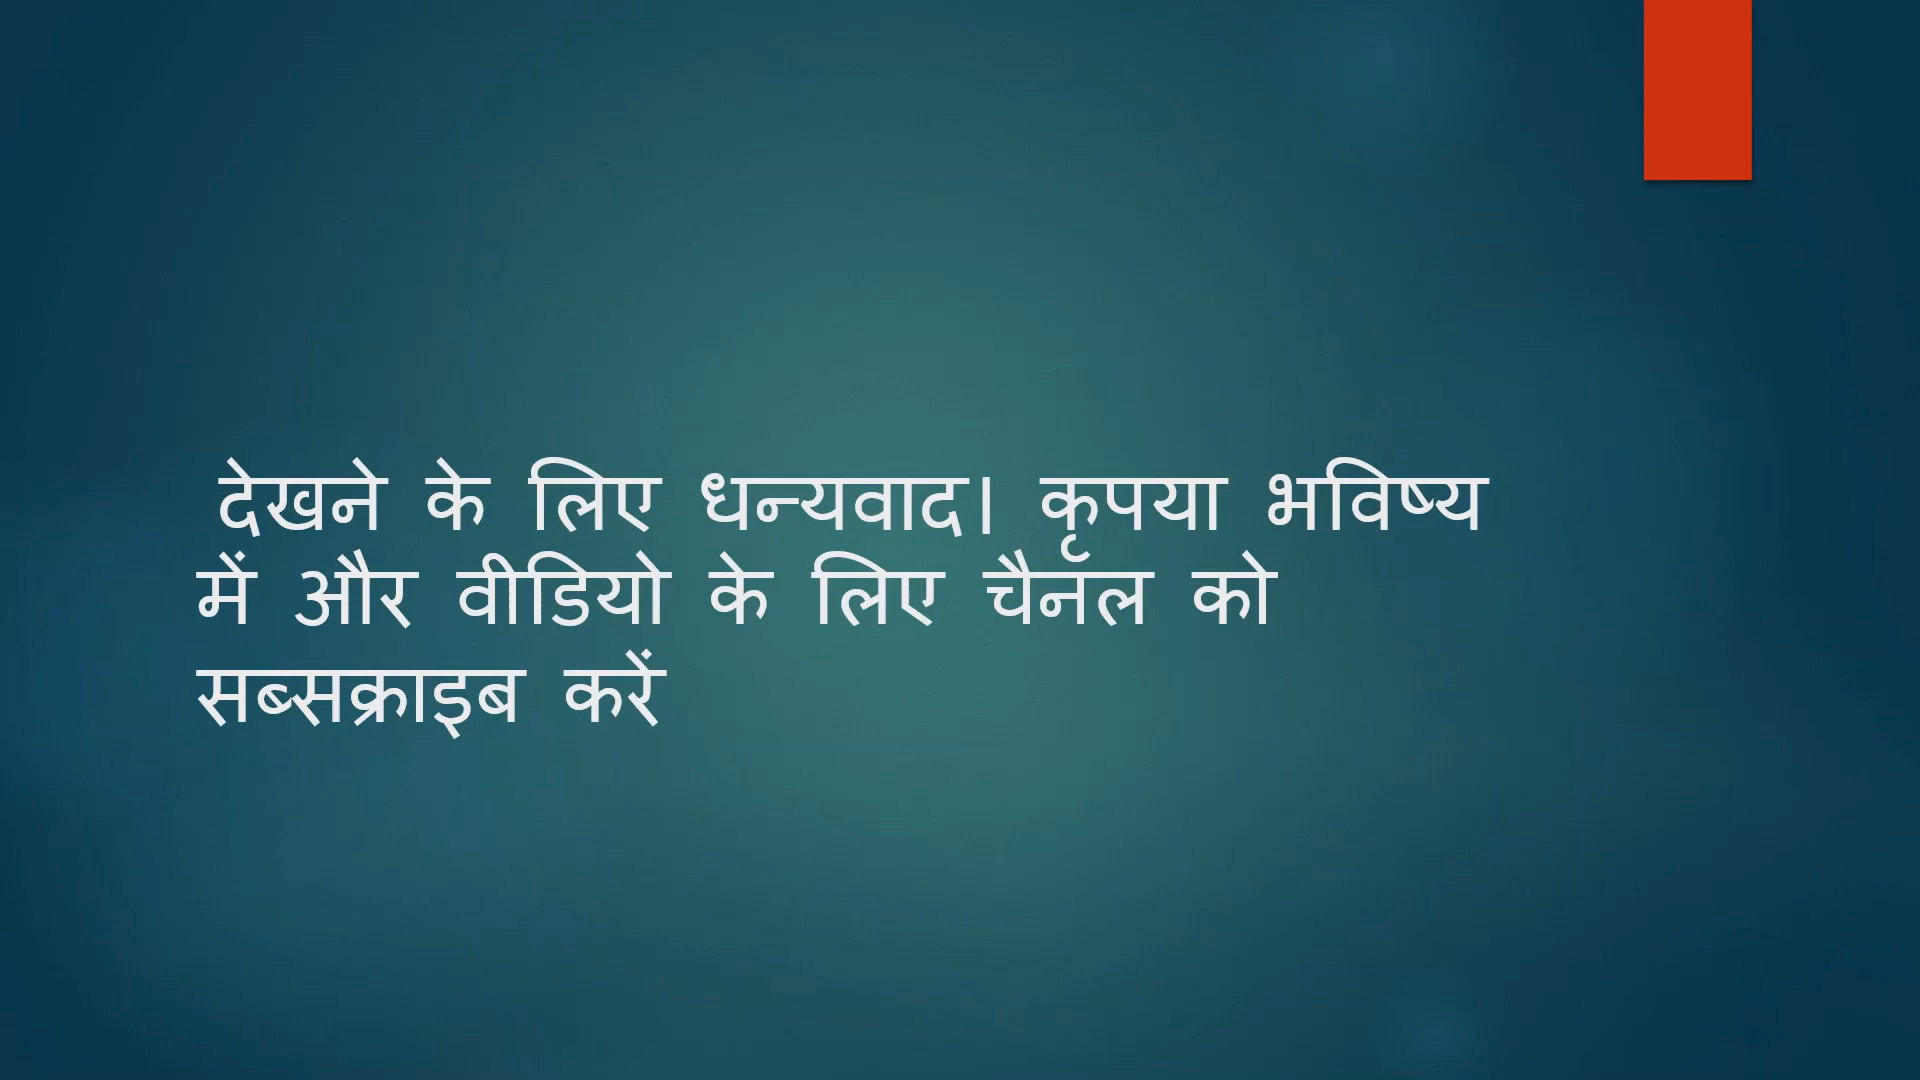 देखने के लिए धन्यवाद। कृपया भविष्य
में और वीडियो के लिए चैनल को
सब्सक्राइब करें